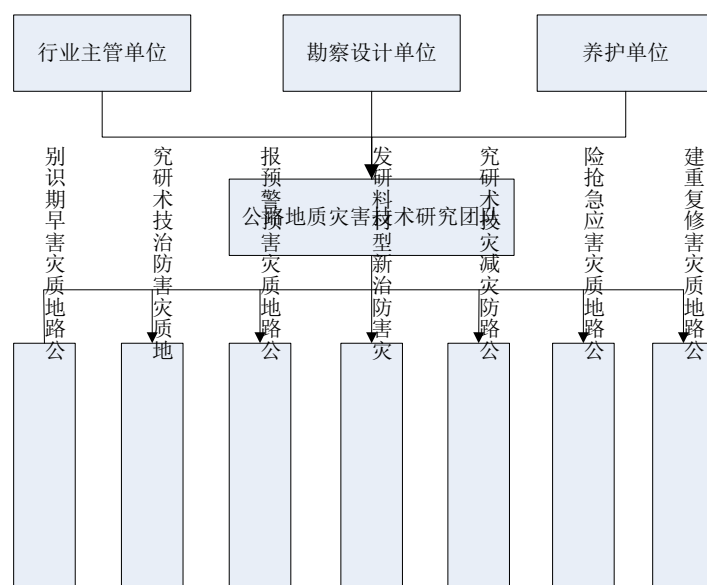 行业主管单位
勘察设计单位
养护单位
公路地质灾害技术研究团队
公路地质灾害早期识别
地质灾害防治技术研究
公路地质灾害预警预报
灾害防治新型材料研发
公路防灾减灾技术研究
公路地质灾害应急抢险
公路地质灾害修复重建